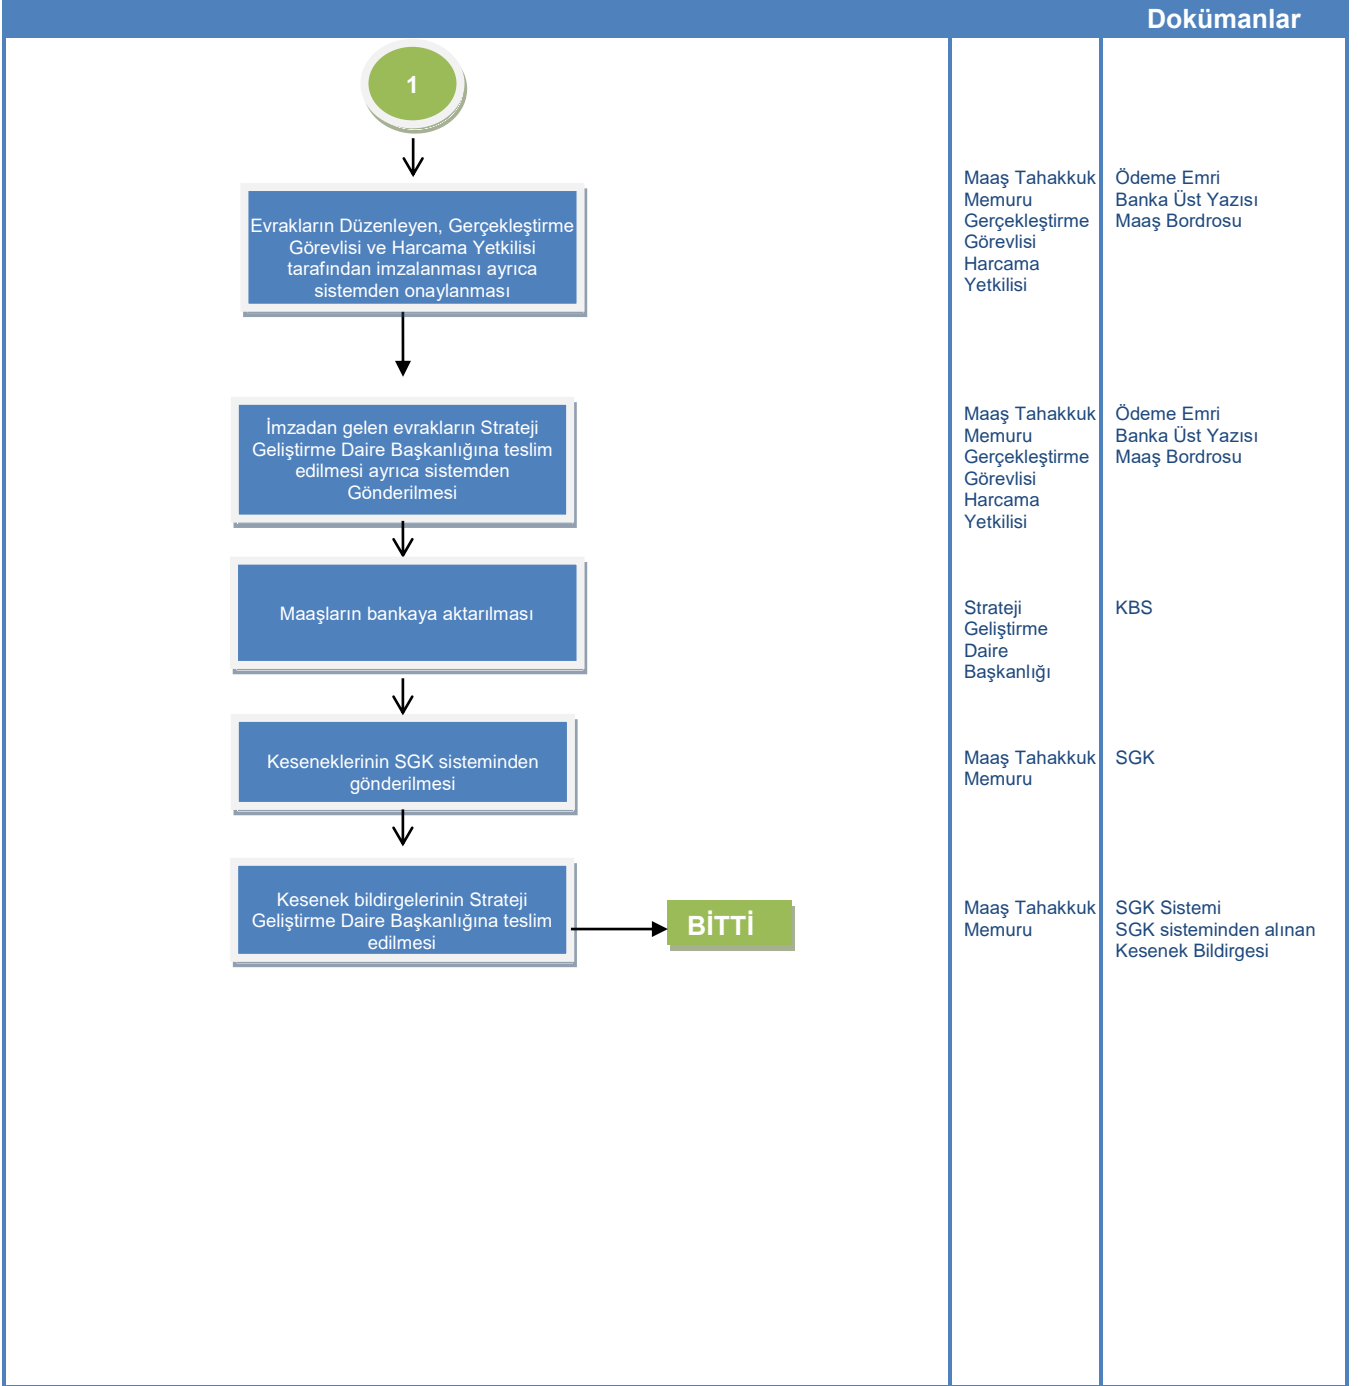 Dokümanlar
1
Evrakların Düzenleyen, Gerçekleştirme
Görevlisi ve Harcama Yetkilisi
tarafından imzalanması ayrıca
sistemden onaylanması
Maaş Tahakkuk
Memuru
Gerçekleştirme
Görevlisi
Harcama
Yetkilisi
Ödeme Emri
Banka Üst Yazısı
Maaş Bordrosu
İmzadan gelen evrakların Strateji
Geliştirme Daire Başkanlığına teslim
edilmesi ayrıca sistemden
Gönderilmesi
Maaş Tahakkuk
Memuru
Gerçekleştirme
Görevlisi
Harcama
Yetkilisi
Ödeme Emri
Banka Üst Yazısı
Maaş Bordrosu
Maaşların bankaya aktarılması
Strateji
Geliştirme
Daire
Başkanlığı
KBS
Keseneklerinin SGK sisteminden
gönderilmesi
Maaş Tahakkuk
Memuru
SGK
Kesenek bildirgelerinin Strateji
Geliştirme Daire Başkanlığına teslim
edilmesi
BİTTİ
Maaş Tahakkuk
Memuru
SGK Sistemi
SGK sisteminden alınan
Kesenek Bildirgesi